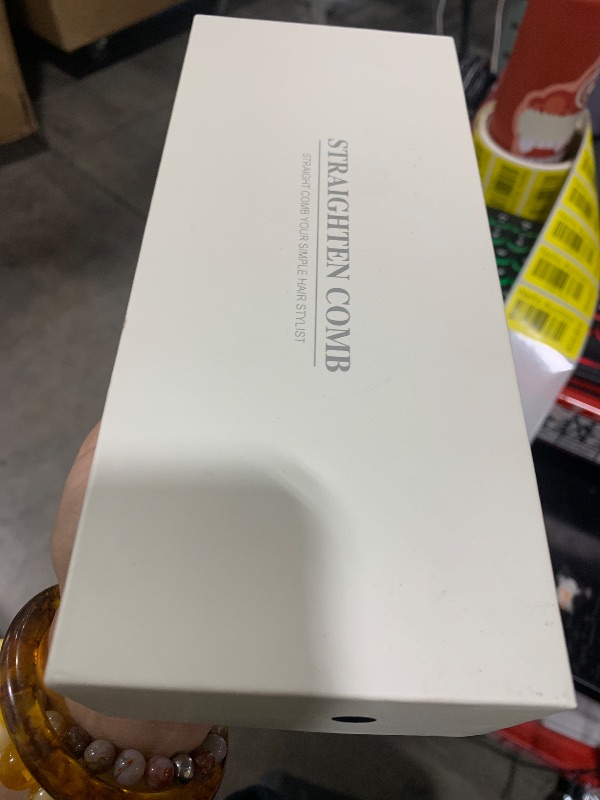 STRAIGHTEN COMB
STRAIGHT COMB YOUR SIMPLE HAIR STYLIST